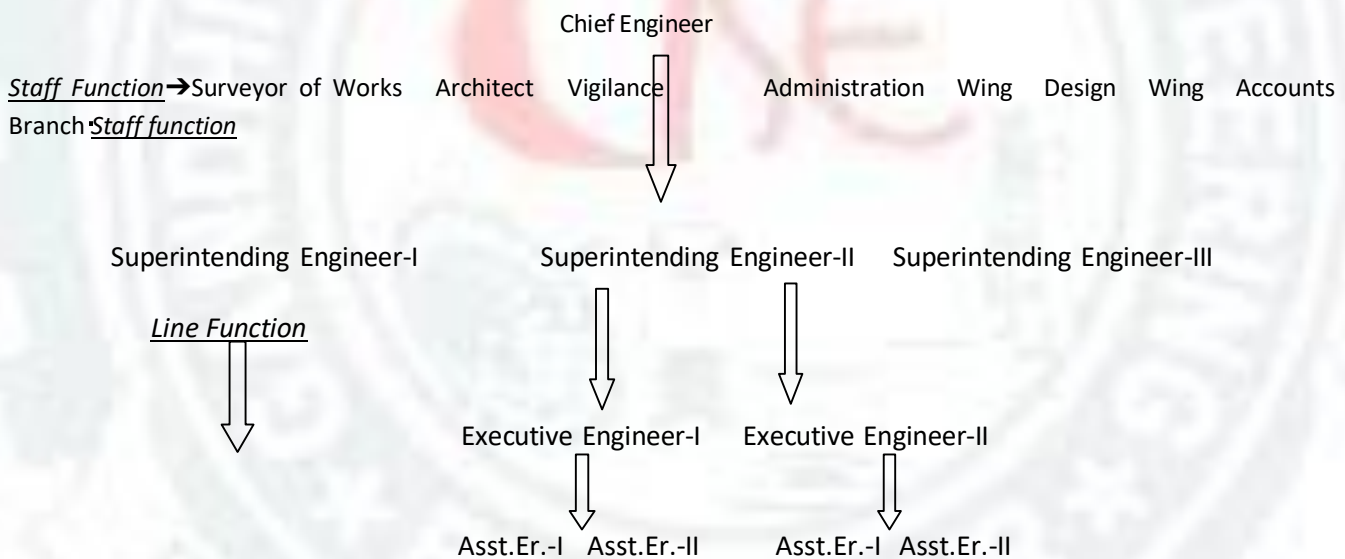 Chief Engineer
Staff Function➔Surveyor of Works Architect Vigilance Administration Wing Design Wing Accounts
Branch Staff function
Superintending Engineer-I Superintending Engineer-II Superintending Engineer-III
Line Function
Executive Engineer-I Executive Engineer-II
Asst.Er.-I Asst.Er.-II Asst.Er.-I Asst.Er.-II